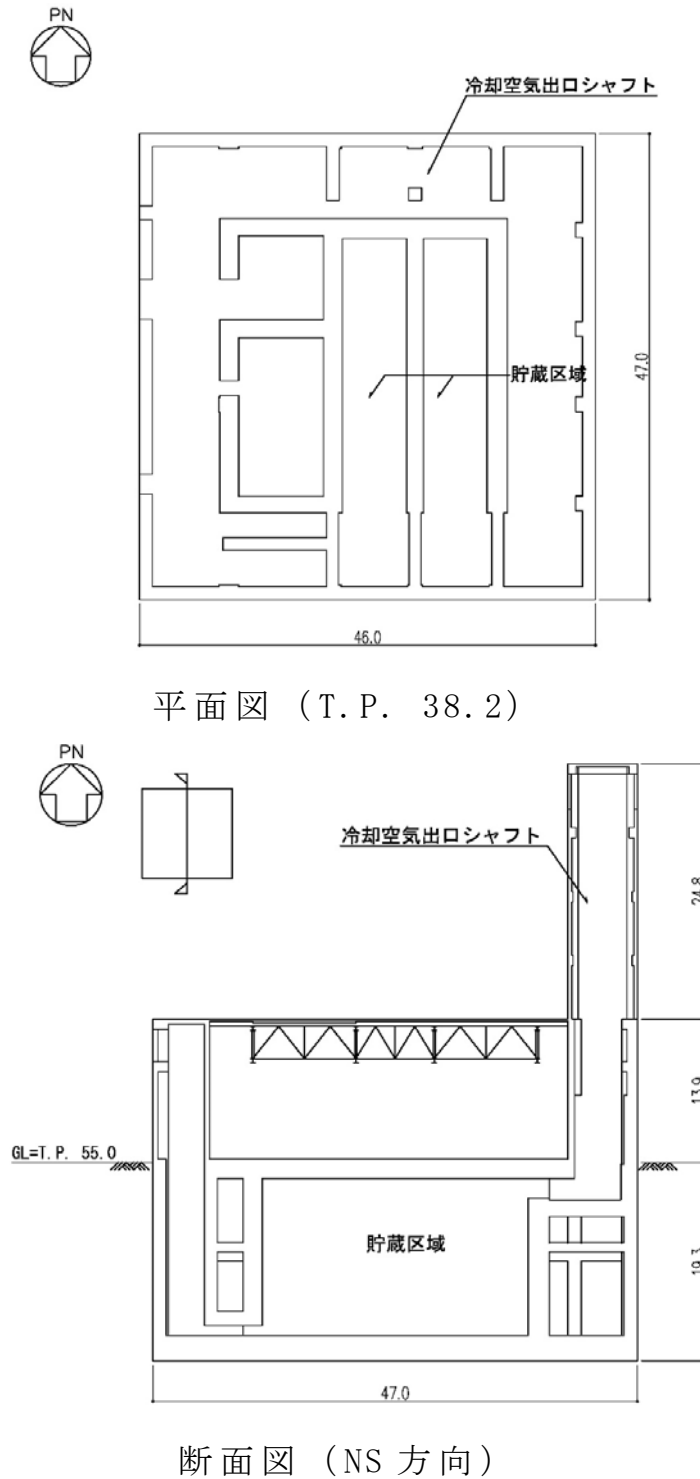 PN
冷却空気出口シャフト
貯蔵区域
47.0
46.0
平面図 (T.P. 38.2)
PN
冷却空気出口シャフト
24.8
13.9
GL=T.P. 55.0
貯蔵区域
19.3
47.0
断面図 (NS 方向)